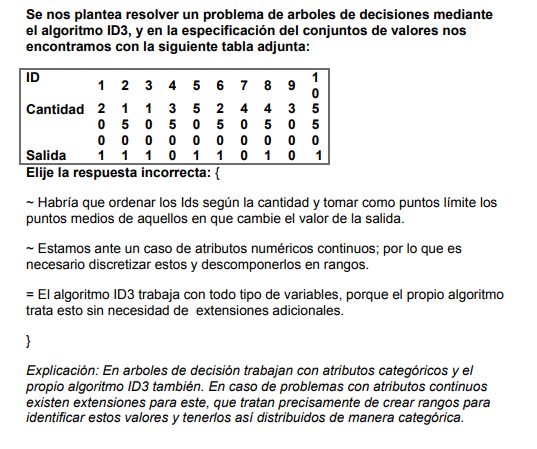 Se nos plantea resolver un problema de arboles de decisiones mediante
el algoritmo ID3, y en la especificación del conjuntos de valores nos
encontramos con la siguiente tabla adjunta:
ID 1 2 3 4 5 6 7 8 9 10
Cantidad 200 150 100 350 500 250 400 450 300 550
Salida 1 1 1 0 1 1 0 1 0 1
Elije la respuesta incorrecta: {
~ Habría que ordenar los Ids según la cantidad y tomar como puntos límite los
puntos medios de aquellos en que cambie el valor de la salida.
~ Estamos ante un caso de atributos numéricos continuos; por lo que es
necesario discretizar estos y descomponerlos en rangos.
= El algoritmo ID3 trabaja con todo tipo de variables, porque el propio algoritmo
trata esto sin necesidad de extensiones adicionales.
}
Explicación: En arboles de decisión trabajan con atributos categóricos y el
propio algoritmo ID3 también. En caso de problemas con atributos continuos
existen extensiones para este, que tratan precisamente de crear rangos para
identificar estos valores y tenerlos así distribuidos de manera categórica.